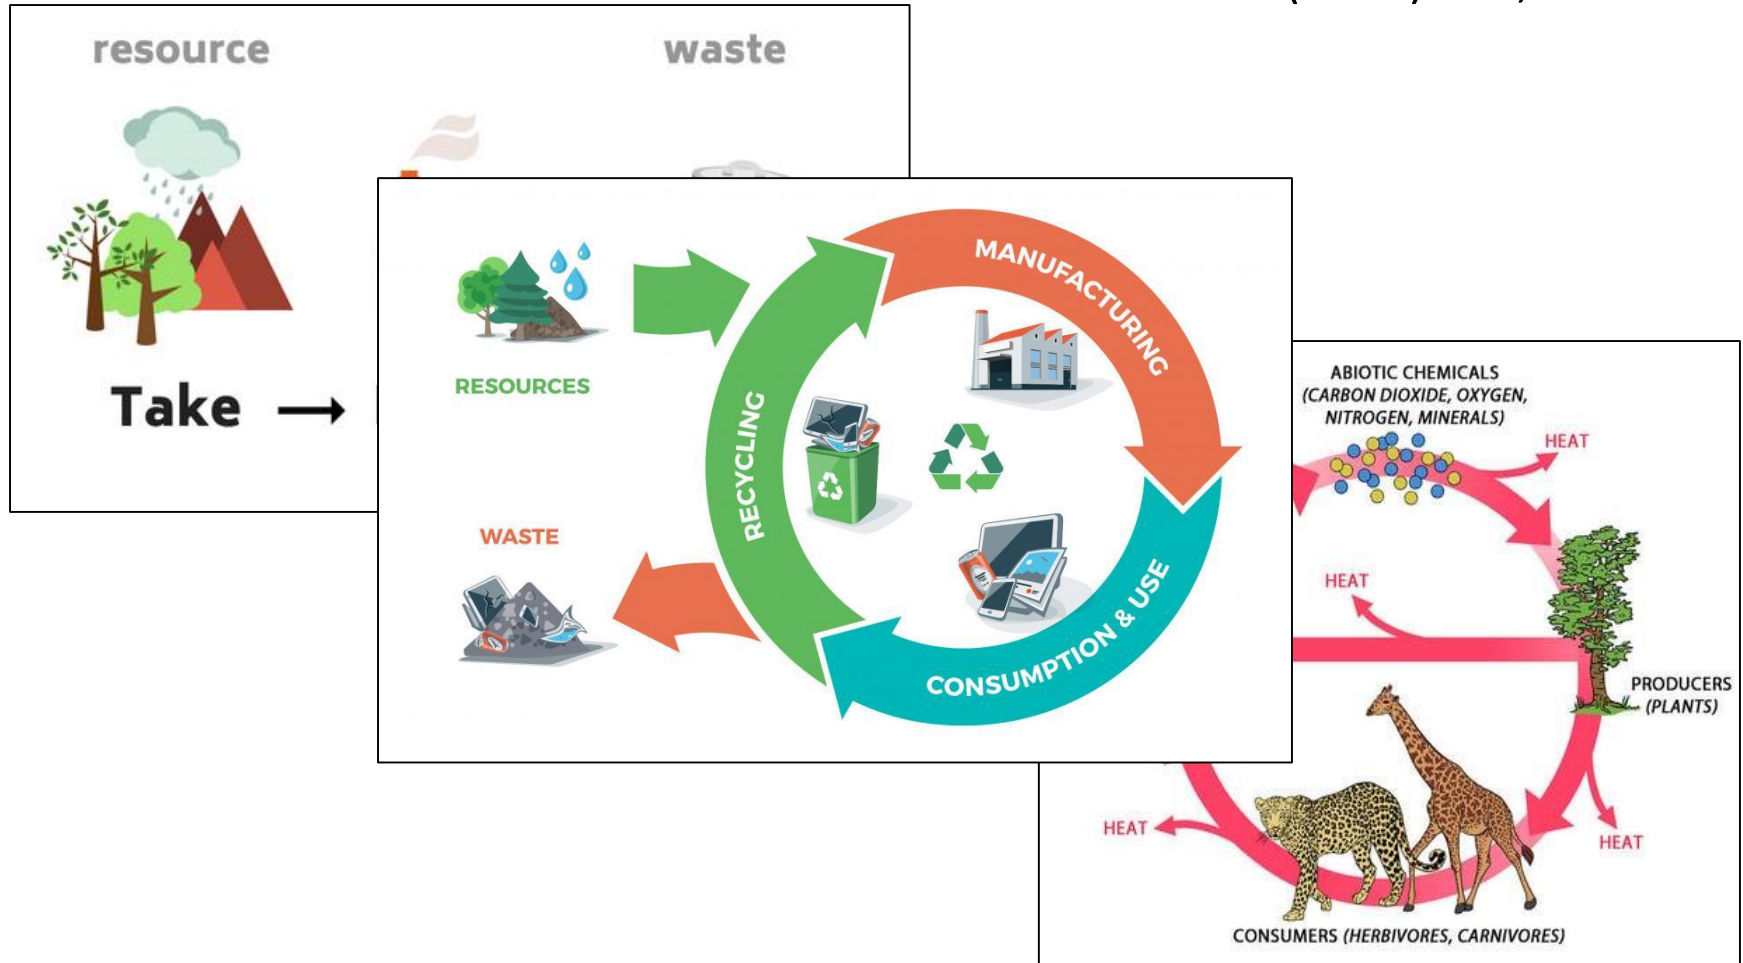 resource
waste
Take →
RESOURCES
WASTE
MANUFACTURING
RECYCLING
CONSUMPTION & USE
ABIOTIC CHEMICALS
(CARBON DIOXIDE, OXYGEN,
NITROGEN, MINERALS)
HEAT
HEAT
PRODUCERS
(PLANTS)
HEAT
HEAT
CONSUMERS (HERBIVORES, CARNIVORES)